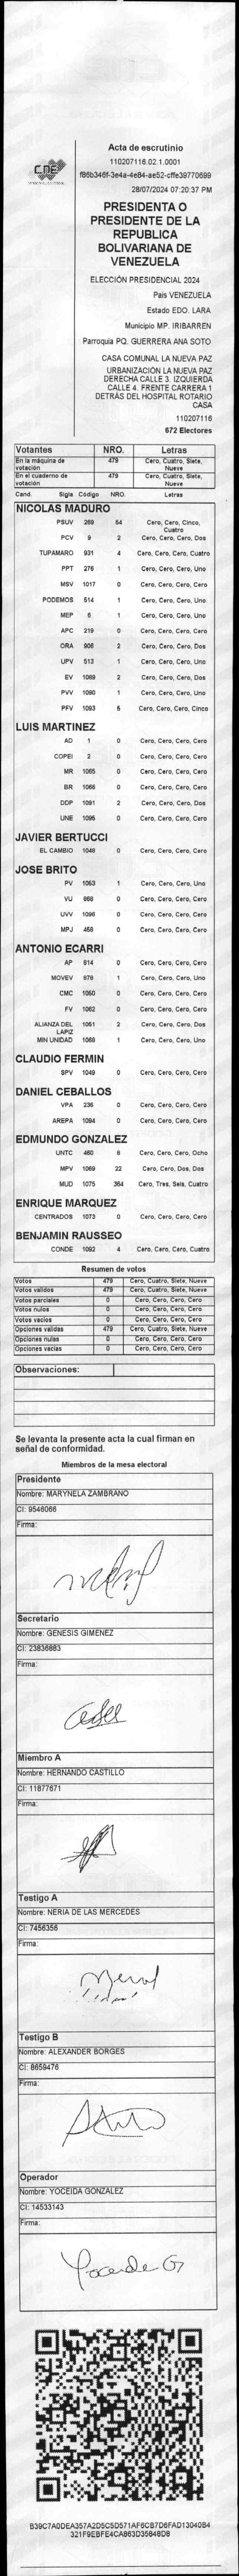 CNE
PODER ELECTORAL
Acta de escrutinio
110207116.02.1.0001
f86b346f-3e4a-4e84-ae52-cffe39770699
28/07/2024 07:20:37 PM
PRESIDENTA O
PRESIDENTE DE LA
REPUBLICA
BOLIVARIANA DE
VENEZUELA
ELECCIÓN PRESIDENCIAL 2024
Pais VENEZUELA
Estado EDO. LARA
Municipio MP. IRIBARREN
Parroquia PQ. GUERRERA ANA SOTO
CASA COMUNAL LA NUEVA PAZ
URBANIZACIÓN LA NUEVA PAZ
DERECHA CALLE 3. IZQUIERDA
CALLE 4. FRENTE CARRERA 1
DETRÁS DEL HOSPITAL ROTARIO
CASA
110207116
672 Electores
Votantes NRO. Letras
En la máquina de votación 479 Cero, Cuatro, Siete, Nueve
En el cuaderno de votación 479 Cero, Cuatro, Siete, Nueve
Cand. Sigla Código NRO. Letras
NICOLAS MADURO
PSUV 269 54 Cero, Cero, Cinco, Cuatro
PCV 9 2 Cero, Cero, Cero, Dos
TUPAMARO 931 4 Cero, Cero, Cero, Cuatro
PPT 276 1 Cero, Cero, Cero, Uno
MSV 1017 0 Cero, Cero, Cero, Cero
PODEMOS 514 1 Cero, Cero, Cero, Uno
MEP 6 1 Cero, Cero, Cero, Uno
APC 219 0 Cero, Cero, Cero, Cero
ORA 906 2 Cero, Cero, Cero, Dos
UPV 513 1 Cero, Cero, Cero, Uno
EV 1089 2 Cero, Cero, Cero, Dos
PVV 1090 1 Cero, Cero, Cero, Uno
PFV 1093 5 Cero, Cero, Cero, Cinco
LUIS MARTINEZ
AD 1 0 Cero, Cero, Cero, Cero
COPEI 2 0 Cero, Cero, Cero, Cero
MR 1065 0 Cero, Cero, Cero, Cero
BR 1066 0 Cero, Cero, Cero, Cero
DDP 1091 2 Cero, Cero, Cero, Dos
UNE 1095 0 Cero, Cero, Cero, Cero
JAVIER BERTUCCI
EL CAMBIO 1048 0 Cero, Cero, Cero, Cero
JOSE BRITO
PV 1053 1 Cero, Cero, Cero, Uno
VU 868 0 Cero, Cero, Cero, Cero
UVV 1096 0 Cero, Cero, Cero, Cero
MPJ 458 0 Cero, Cero, Cero, Cero
ANTONIO ECARRI
AP 814 0 Cero, Cero, Cero, Cero
MOVEV 879 1 Cero, Cero, Cero, Uno
CMC 1050 0 Cero, Cero, Cero, Cero
FV 1062 0 Cero, Cero, Cero, Cero
ALIANZA DEL LAPIZ 1051 2 Cero, Cero, Cero, Dos
MIN UNIDAD 1068 1 Cero, Cero, Cero, Uno
CLAUDIO FERMIN
SPV 1049 0 Cero, Cero, Cero, Cero
DANIEL CEBALLOS
VPA 236 0 Cero, Cero, Cero, Cero
AREPA 1094 0 Cero, Cero, Cero, Cero
EDMUNDO GONZALEZ
UNTC 460 8 Cero, Cero, Cero, Ocho
MPV 1069 22 Cero, Cero, Dos, Dos
MUD 1075 364 Cero, Tres, Seis, Cuatro
ENRIQUE MARQUEZ
CENTRADOS 1073 0 Cero, Cero, Cero, Cero
BENJAMIN RAUSSEO
CONDE 1092 4 Cero, Cero, Cero, Cuatro
Resumen de votos
Votos 479 Cero, Cuatro, Siete, Nueve
Votos validos 479 Cero, Cuatro, Siete, Nueve
Votos parciales 0 Cero, Cero, Cero, Cero
Votos nulos 0 Cero, Cero, Cero, Cero
Votos vacios 0 Cero, Cero, Cero, Cero
Opciones validas 479 Cero, Cuatro, Siete, Nueve
Opciones nulas 0 Cero, Cero, Cero, Cero
Opciones vacias 0 Cero, Cero, Cero, Cero
Observaciones:
Se levanta la presente acta la cual firman en
señal de conformidad.
Miembros de la mesa electoral
Presidente
Nombre: MARYNELA ZAMBRANO
CI: 9546066
Firma:
Secretario
Nombre: GENESIS GIMENEZ
CI: 23836883
Firma:
Miembro A
Nombre: HERNANDO CASTILLO
CI: 11877671
Firma:
Testigo A
Nombre: NERIA DE LAS MERCEDES
CI: 7456356
Firma:
Testigo B
Nombre: ALEXANDER BORGES
CI: 8659476
Firma:
Operador
Nombre: YOCEIDA GONZALEZ
CI: 14533143
Firma:
Yoceida G
B39C7A0DEA357A2D5C5D571AF6CB7D6FAD13040B4
321F9EBFE4CA863D35848D8